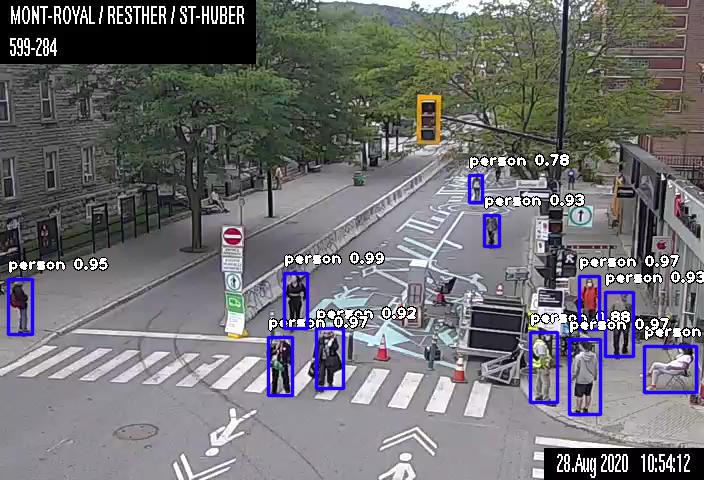 MONT-ROYAL / RESTHER / ST-HUBER
599-284
person 0.78
person 0.93
person 0.95
person 0.99
person 0.97
person 0.93
person 0.97
person 0.92
person 0.88
person 0.97
person
28.Aug 2020 10:54:12